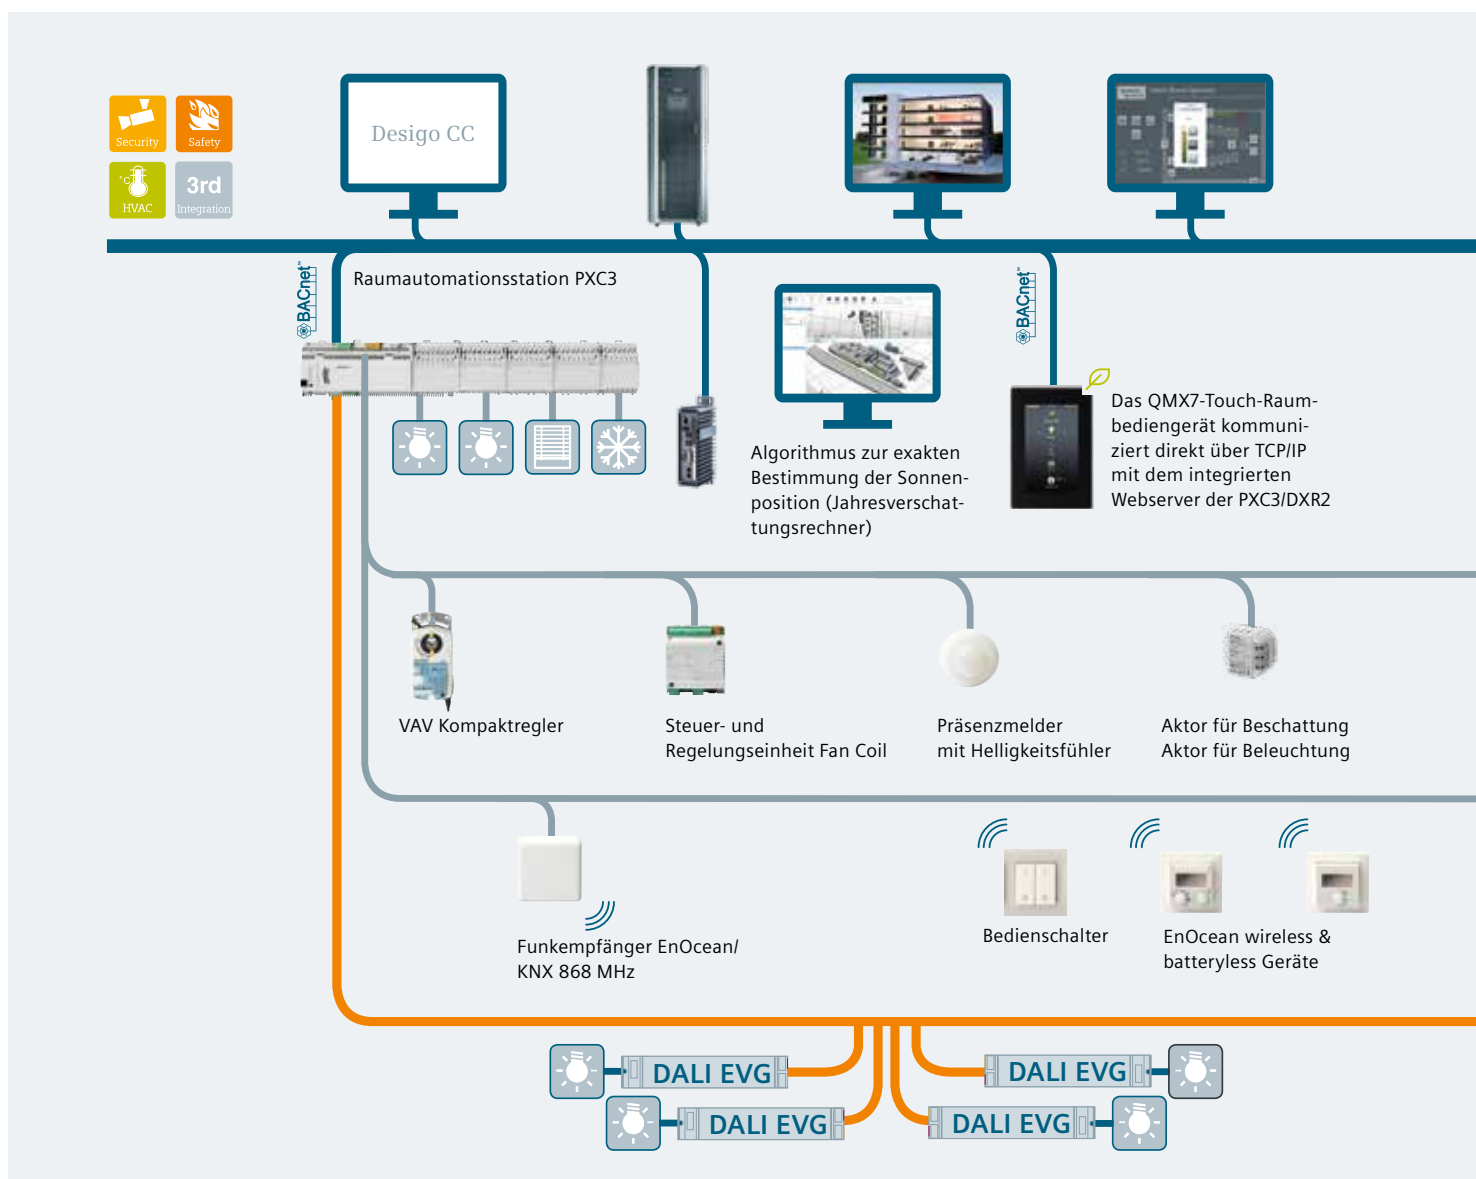 Desigo CC
Security
Safety
°C
HVAC
3rd
Integration
BACnet™
Raumautomationsstation PXC3
BACnet™
Algorithmus zur exakten
Bestimmung der Sonnen-
position (Jahresverschat-
tungsrechner)
Das QMX7-Touch-Raum-
bediengerät kommuni-
ziert direkt über TCP/IP
mit dem integrierten
Webserver der PXC3/DXR2
VAV Kompaktregler
Steuer- und
Regelungseinheit Fan Coil
Präsenzmelder
mit Helligkeitsfühler
Aktor für Beschattung
Aktor für Beleuchtung
Funkempfänger EnOcean/
KNX 868 MHz
Bedienschalter
EnOcean wireless &
batteryless Geräte
DALI EVG
DALI EVG
DALI EVG
DALI EVG